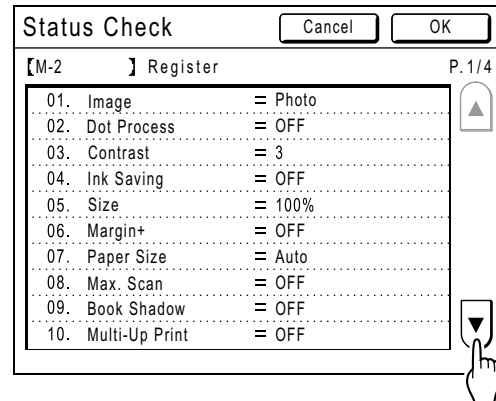 Status Check Cancel OK
【M-2 】 Register P.1/4
01. Image = Photo
02. Dot Process = OFF
03. Contrast = 3
04. Ink Saving = OFF
05. Size = 100%
06. Margin+ = OFF
07. Paper Size = Auto
08. Max. Scan = OFF
09. Book Shadow = OFF
10. Multi-Up Print = OFF